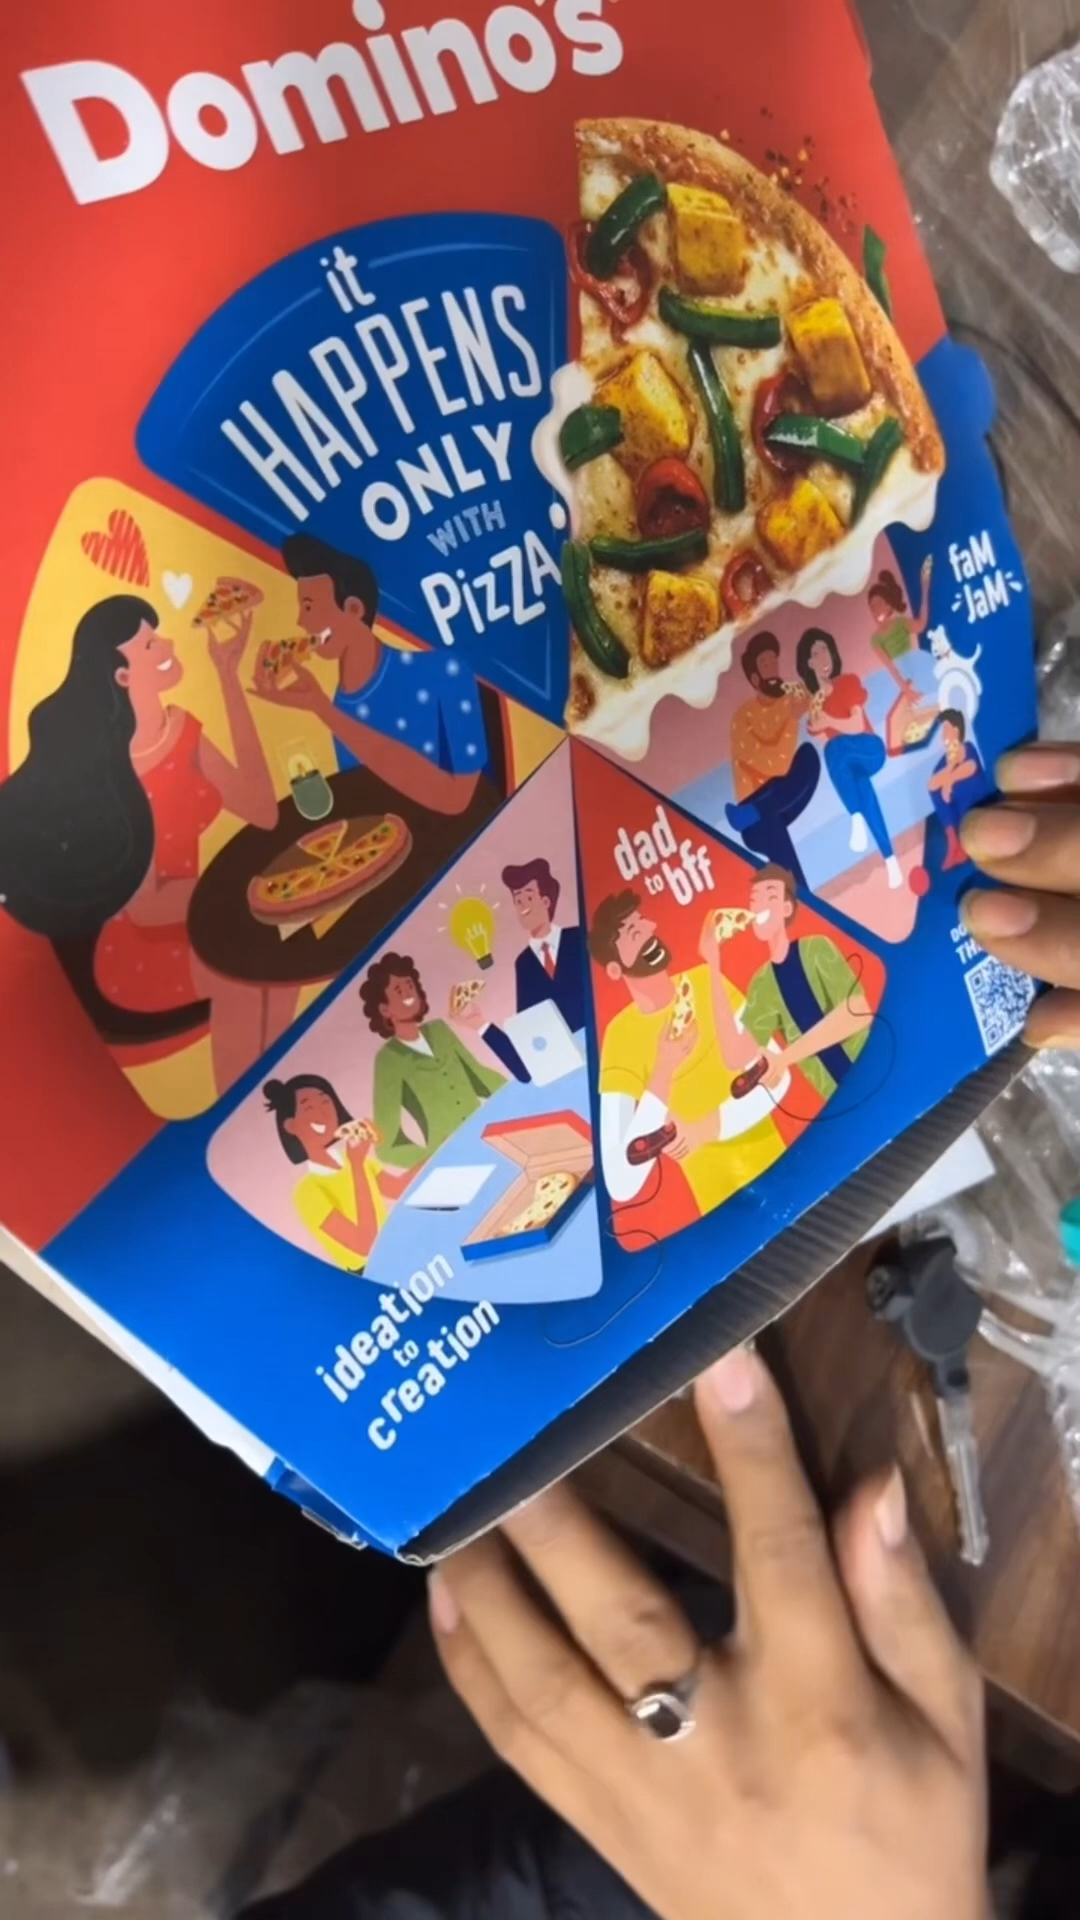 Domino's
it
HAPPENS
ONLY
WITH
PiZZA
faM
JaM
dad
to bff
ideation
to
creation